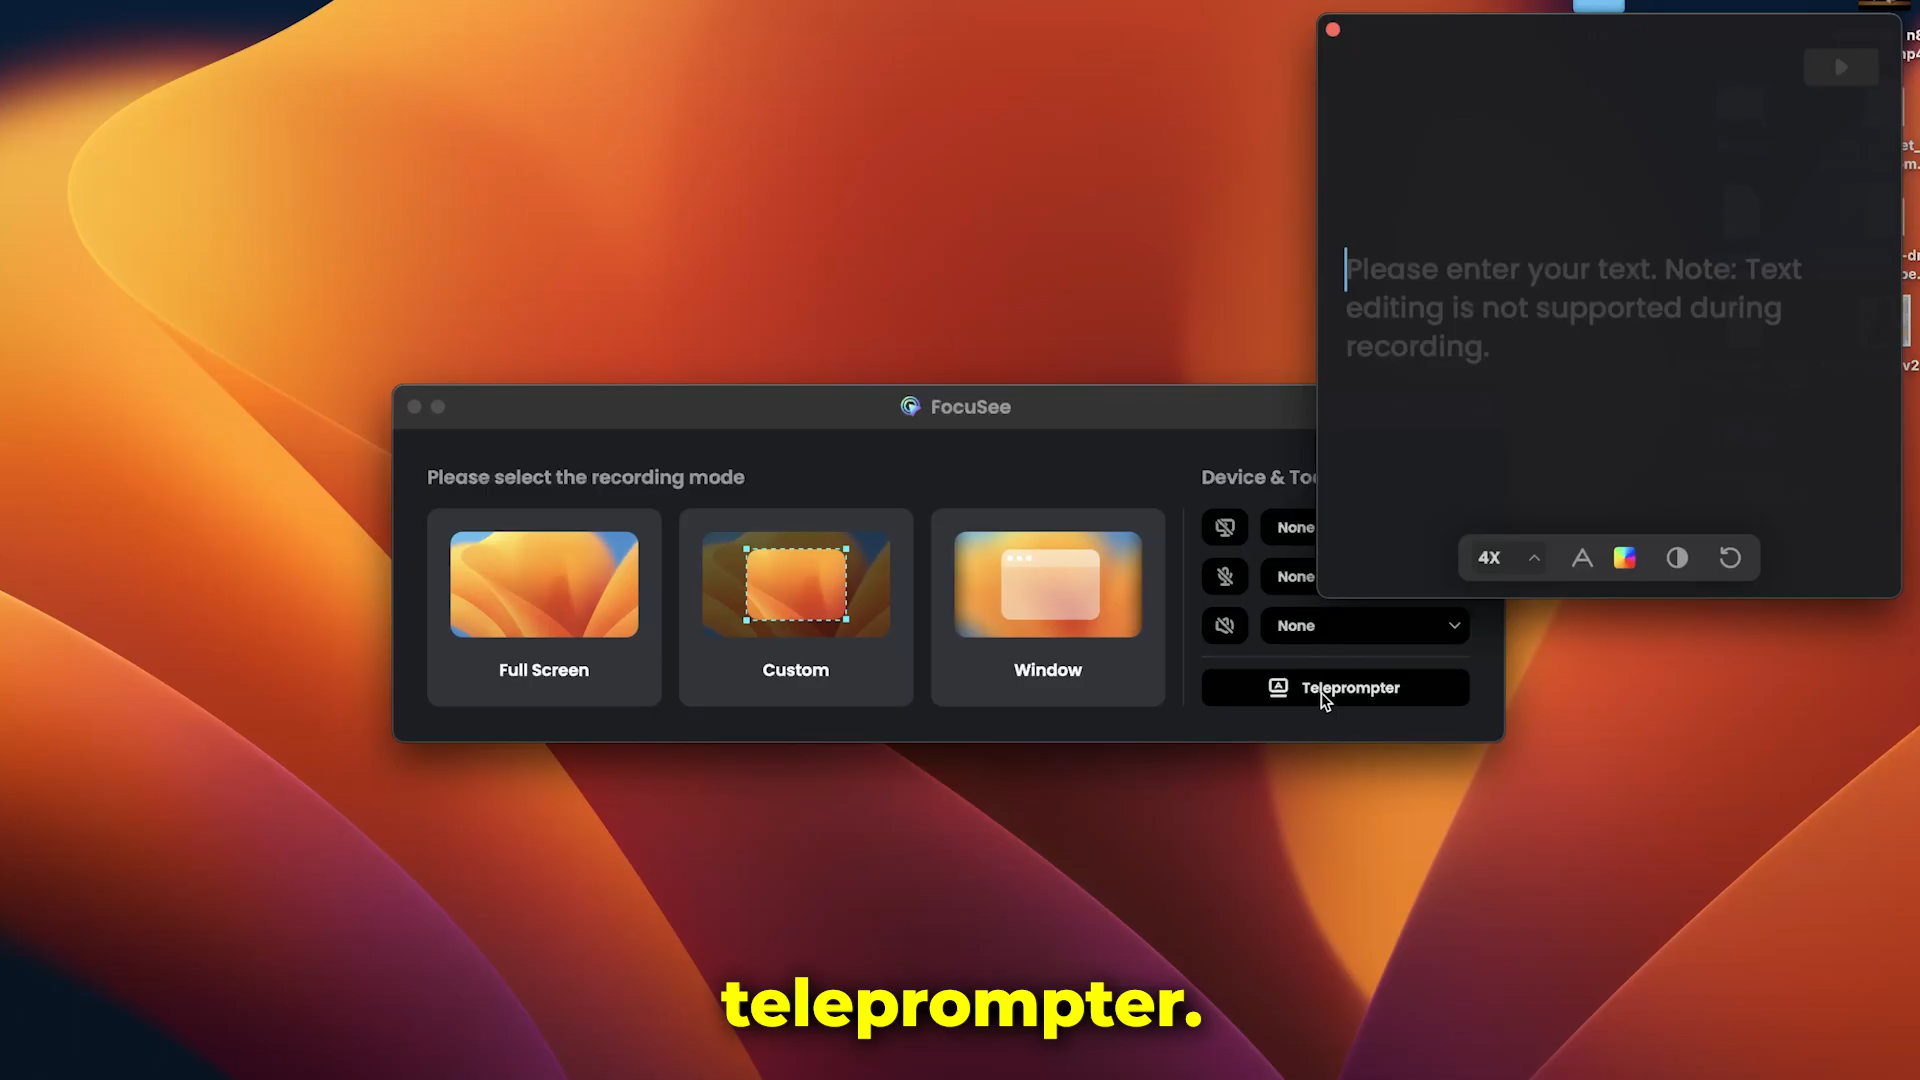 Please enter your text. Note: Text
editing is not supported during
recording.
4X
FocuSee
Please select the recording mode
Full Screen
Custom
Window
Device &
None
None
None
Teleprompter
teleprompter.